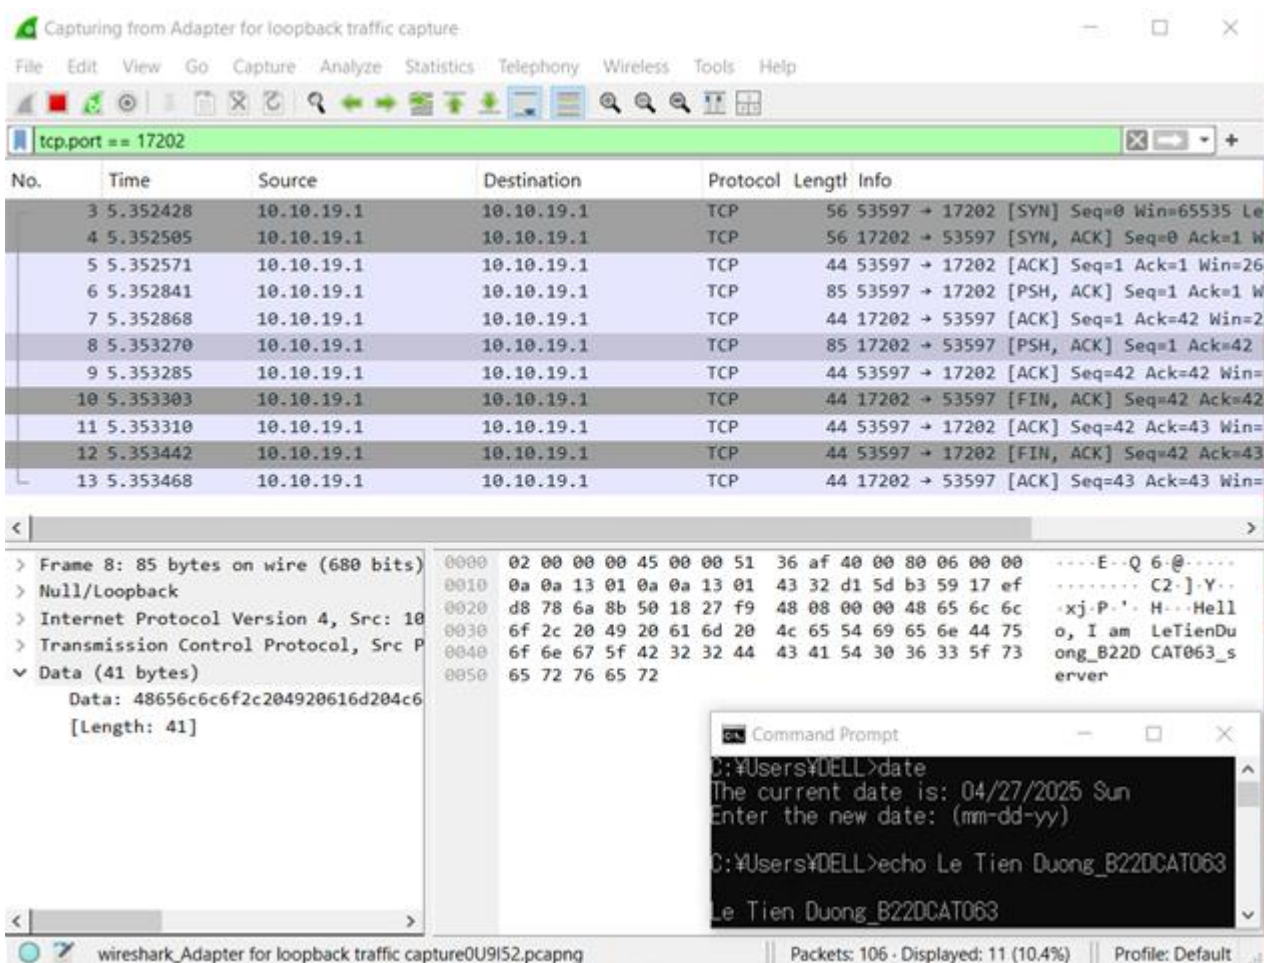 Capturing from Adapter for loopback traffic capture
File Edit View Go Capture Analyze Statistics Telephony Wireless Tools Help
tcp.port == 17202
No. Time Source Destination Protocol Lengtl Info
3 5.352428 10.10.19.1 10.10.19.1 TCP 56 53597 → 17202 [SYN] Seq=0 Win=65535 Le
4 5.352505 10.10.19.1 10.10.19.1 TCP 56 17202 → 53597 [SYN, ACK] Seq=0 Ack=1 W
5 5.352571 10.10.19.1 10.10.19.1 TCP 44 53597 → 17202 [ACK] Seq=1 Ack=1 Win=26
6 5.352841 10.10.19.1 10.10.19.1 TCP 85 53597 → 17202 [PSH, ACK] Seq=1 Ack=1 W
7 5.352868 10.10.19.1 10.10.19.1 TCP 44 17202 → 53597 [ACK] Seq=1 Ack=42 Win=2
8 5.353270 10.10.19.1 10.10.19.1 TCP 85 17202 → 53597 [PSH, ACK] Seq=1 Ack=42
9 5.353285 10.10.19.1 10.10.19.1 TCP 44 53597 → 17202 [ACK] Seq=42 Ack=42 Win=
10 5.353303 10.10.19.1 10.10.19.1 TCP 44 17202 → 53597 [FIN, ACK] Seq=42 Ack=42
11 5.353310 10.10.19.1 10.10.19.1 TCP 44 53597 → 17202 [ACK] Seq=42 Ack=43 Win=
12 5.353442 10.10.19.1 10.10.19.1 TCP 44 53597 → 17202 [FIN, ACK] Seq=42 Ack=43
13 5.353468 10.10.19.1 10.10.19.1 TCP 44 17202 → 53597 [ACK] Seq=43 Ack=43 Win=
Frame 8: 85 bytes on wire (680 bits)
Null/Loopback
Internet Protocol Version 4, Src: 10
Transmission Control Protocol, Src P
Data (41 bytes)
Data: 48656c6c6f2c204920616d204c6
[Length: 41]
0000 02 00 00 00 45 00 00 51 36 af 40 00 80 06 00 00 ····E··Q 6·@·····
0010 0a 0a 13 01 0a 0a 13 01 43 32 d1 5d b3 59 17 ef ········ C2·]·Y··
0020 d8 78 6a 8b 50 18 27 f9 48 08 00 00 48 65 6c 6c ·xj·P·'· H···Hell
0030 6f 2c 20 49 20 61 6d 20 4c 65 54 69 65 6e 44 75 o, I am LeTienDu
0040 6f 6e 67 5f 42 32 32 44 43 41 54 30 36 33 5f 73 ong_B22D CAT063_s
0050 65 72 76 65 72 erver
Command Prompt
C:¥Users¥DELL>date
The current date is: 04/27/2025 Sun
Enter the new date: (mm-dd-yy)
C:¥Users¥DELL>echo Le Tien Duong_B22DCAT063
Le Tien Duong_B22DCAT063
wireshark_Adapter for loopback traffic capture0U9I52.pcapng
Packets: 106 · Displayed: 11 (10.4%)
Profile: Default